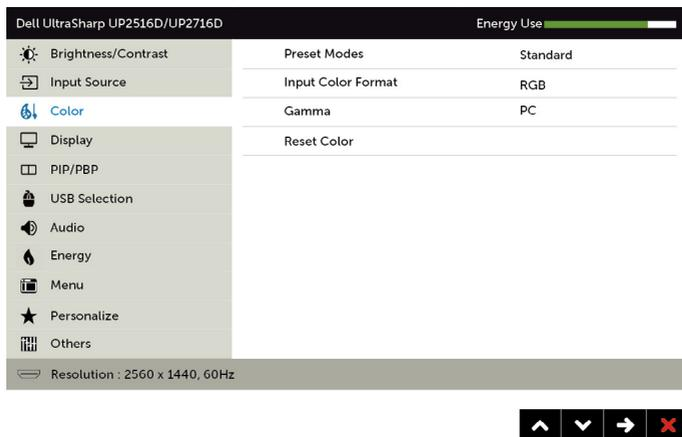 Dell UltraSharp UP2516D/UP2716D Energy Use
Brightness/Contrast Preset Modes Standard
Input Source Input Color Format RGB
Color Gamma PC
Display Reset Color
PIP/PBP
USB Selection
Audio
Energy
Menu
Personalize
Others
Resolution : 2560 x 1440, 60Hz